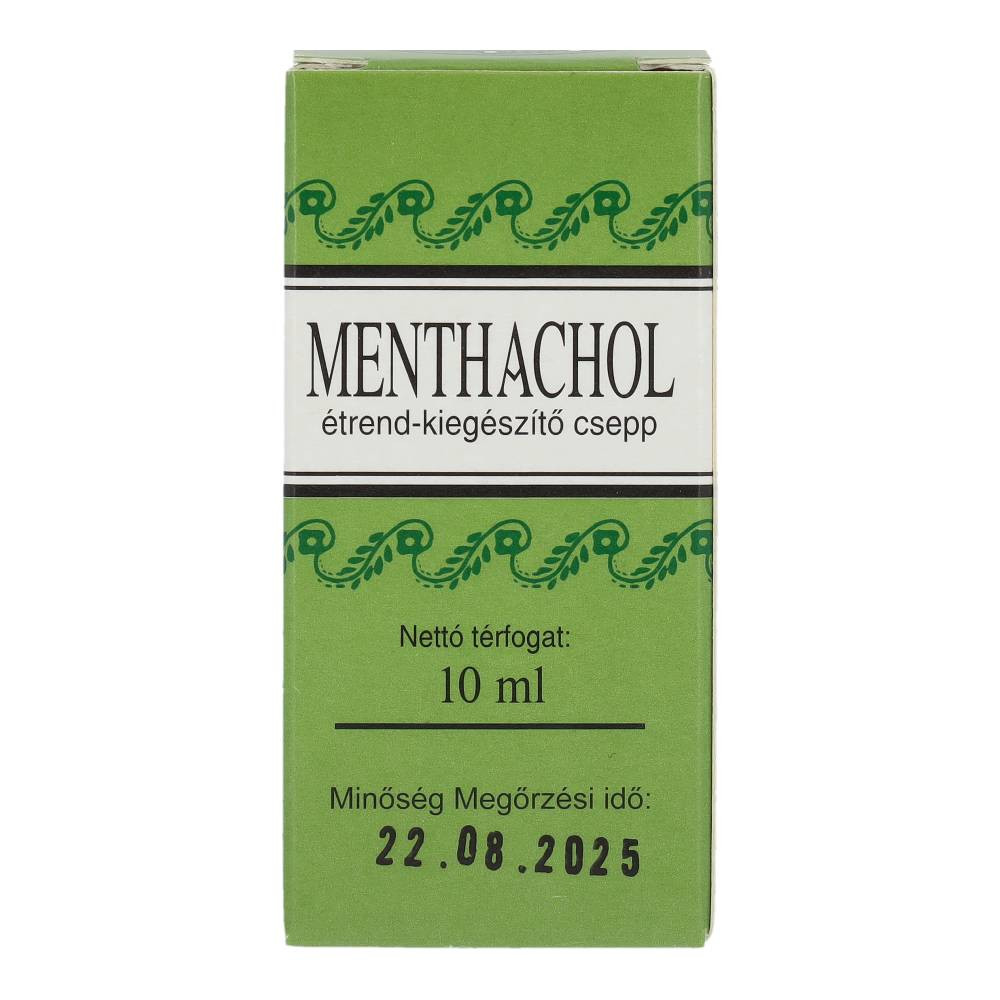 MENTHACHOL
étrend-kiegészítő csepp
Nettó térfogat:
10 ml
Minőség Megőrzési idő:
22.08.2025